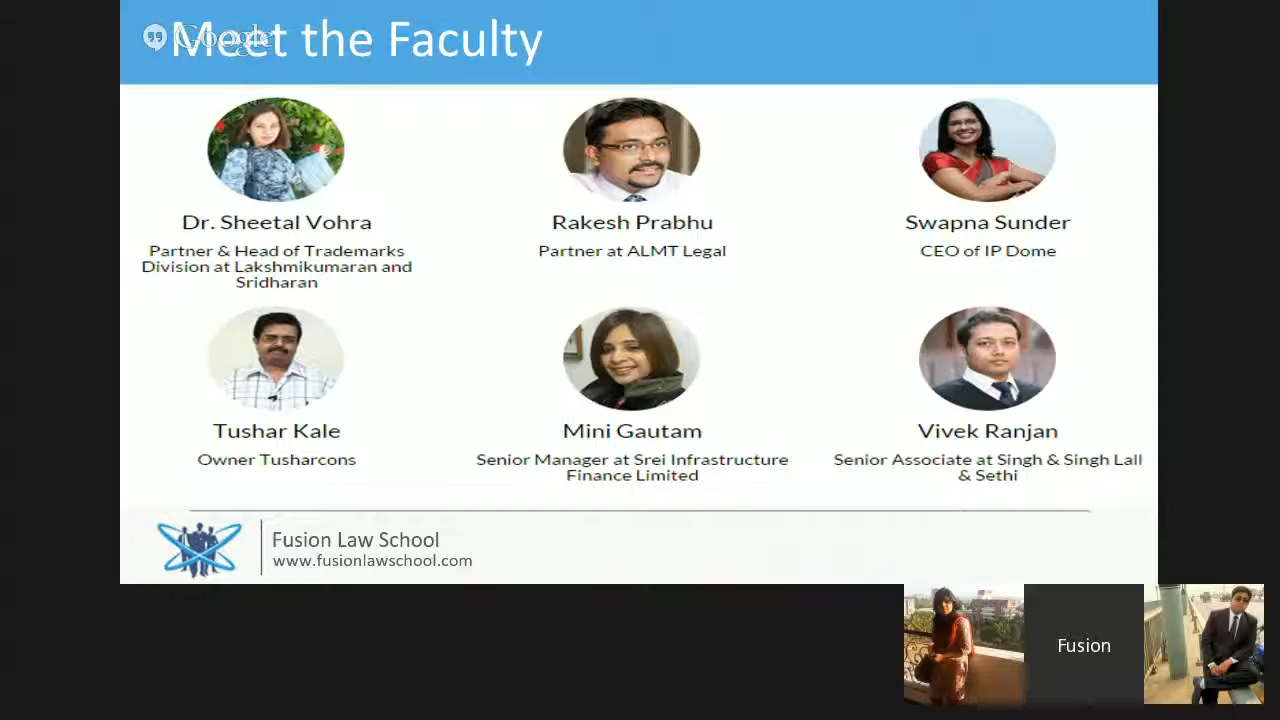 Google
Meet the Faculty
Dr. Sheetal Vohra
Partner & Head of Trademarks
Division at Lakshmikumaran and
Sridharan
Rakesh Prabhu
Partner at ALMT Legal
Swapna Sunder
CEO of IP Dome
Tushar Kale
Owner Tusharcons
Mini Gautam
Senior Manager at Srei Infrastructure
Finance Limited
Vivek Ranjan
Senior Associate at Singh & Singh Lall
& Sethi
Fusion Law School
www.fusionlawschool.com
Fusion